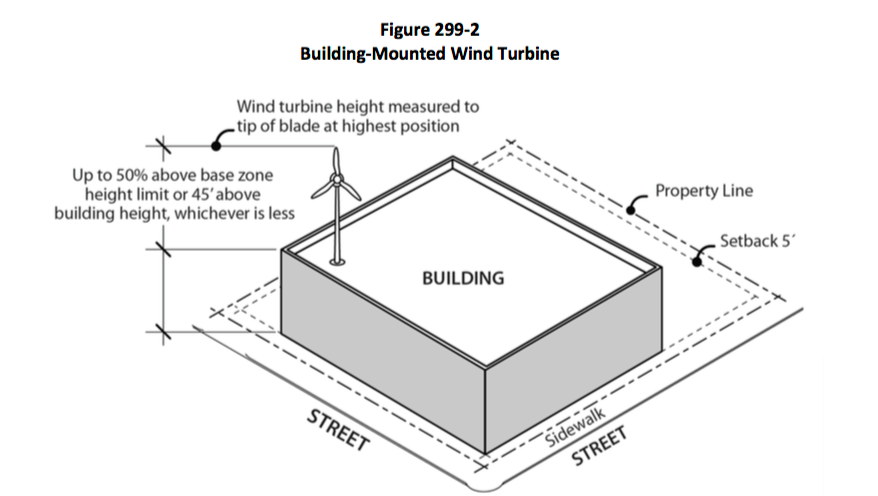 Figure 299-2
Building-Mounted Wind Turbine
Wind turbine height measured to
tip of blade at highest position
Up to 50% above base zone
height limit or 45′ above
building height, whichever is less
Property Line
Setback 5′
BUILDING
STREET
Sidewalk
STREET